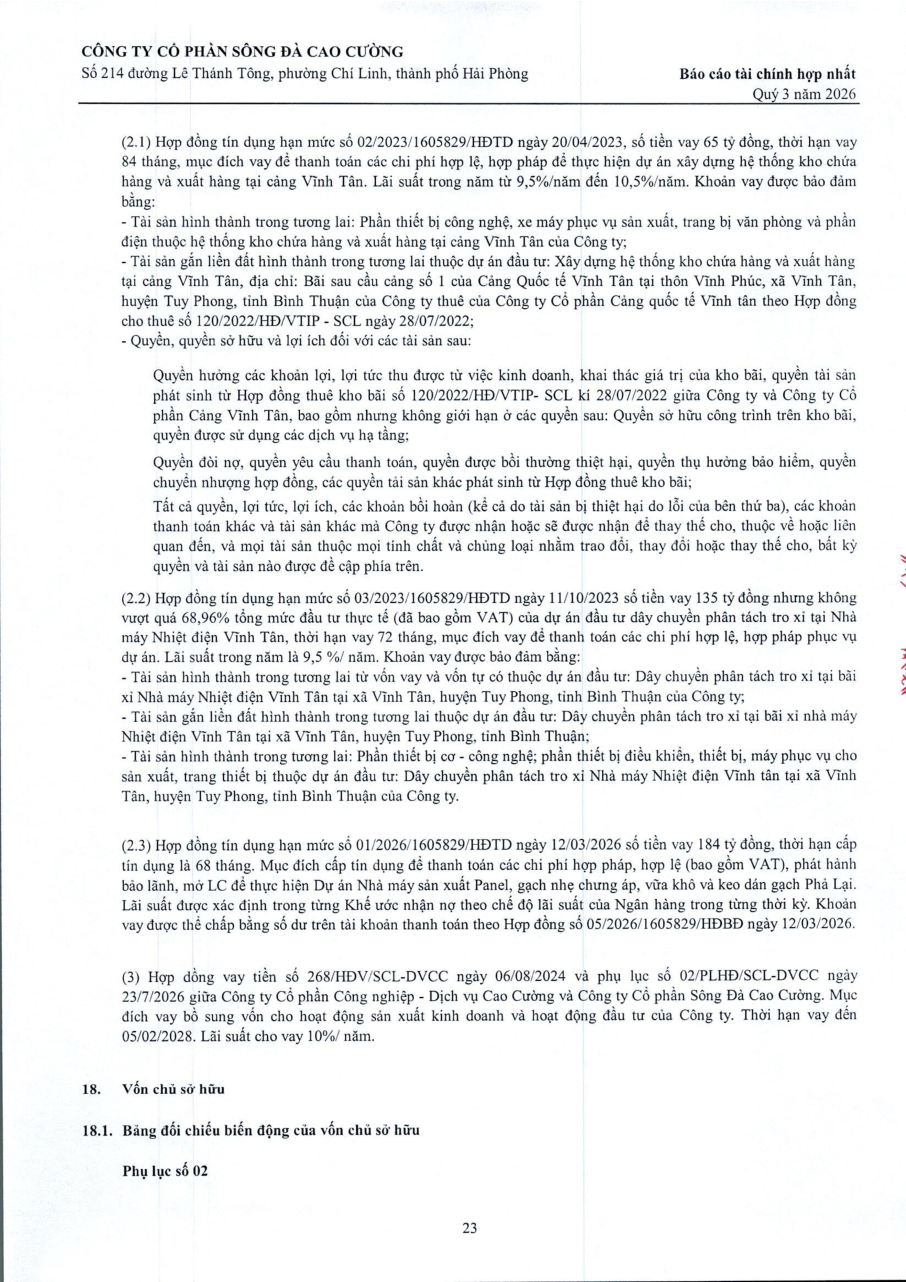 CÔNG TY CỔ PHẦN SÔNG ĐÀ CAO CƯỜNG
Số 214 đường Lê Thánh Tông, phường Chí Linh, thành phố Hải Phòng
Báo cáo tài chính hợp nhất
Quý 3 năm 2026
(2.1) Hợp đồng tín dụng hạn mức số 02/2023/1605829/HĐTD ngày 20/04/2023, số tiền vay 65 tỷ đồng, thời hạn vay
84 tháng, mục đích vay để thanh toán các chi phí hợp lệ, hợp pháp để thực hiện dự án xây dựng hệ thống kho chứa
hàng và xuất hàng tại cảng Vĩnh Tân. Lãi suất trong năm từ 9,5%/năm đến 10,5%/năm. Khoản vay được bảo đảm
bằng:
- Tài sản hình thành trong tương lai: Phần thiết bị công nghệ, xe máy phục vụ sản xuất, trang bị văn phòng và phần
điện thuộc hệ thống kho chứa hàng và xuất hàng tại cảng Vĩnh Tân của Công ty;
- Tài sản gắn liền đất hình thành trong tương lai thuộc dự án đầu tư: Xây dựng hệ thống kho chứa hàng và xuất hàng
tại cảng Vĩnh Tân, địa chỉ: Bãi sau cầu cảng số 1 của Cảng Quốc tế Vĩnh Tân tại thôn Vĩnh Phúc, xã Vĩnh Tân,
huyện Tuy Phong, tỉnh Bình Thuận của Công ty thuê của Công ty Cổ phần Cảng quốc tế Vĩnh tân theo Hợp đồng
cho thuê số 120/2022/HĐ/VTIP - SCL ngày 28/07/2022;
- Quyền, quyền sở hữu và lợi ích đối với các tài sản sau:
Quyền hưởng các khoản lợi, lợi tức thu được từ việc kinh doanh, khai thác giá trị của kho bãi, quyền tài sản
phát sinh từ Hợp đồng thuê kho bãi số 120/2022/HĐ/VTIP- SCL kí 28/07/2022 giữa Công ty và Công ty Cổ
phần Cảng Vĩnh Tân, bao gồm nhưng không giới hạn ở các quyền sau: Quyền sở hữu công trình trên kho bãi,
quyền được sử dụng các dịch vụ hạ tầng;
Quyền đòi nợ, quyền yêu cầu thanh toán, quyền được bồi thường thiệt hại, quyền thụ hưởng bảo hiểm, quyền
chuyển nhượng hợp đồng, các quyền tài sản khác phát sinh từ Hợp đồng thuê kho bãi;
Tất cả quyền, lợi tức, lợi ích, các khoản bồi hoàn (kể cả do tài sản bị thiệt hại do lỗi của bên thứ ba), các khoản
thanh toán khác và tài sản khác mà Công ty được nhận hoặc sẽ được nhận để thay thế cho, thuộc về hoặc liên
quan đến, và mọi tài sản thuộc mọi tính chất và chủng loại nhằm trao đổi, thay đổi hoặc thay thế cho, bất kỳ
quyền và tài sản nào được đề cập phía trên.
(2.2) Hợp đồng tín dụng hạn mức số 03/2023/1605829/HĐTD ngày 11/10/2023 số tiền vay 135 tỷ đồng nhưng không
vượt quá 68,96% tổng mức đầu tư thực tế (đã bao gồm VAT) của dự án đầu tư dây chuyền phân tách tro xỉ tại Nhà
máy Nhiệt điện Vĩnh Tân, thời hạn vay 72 tháng, mục đích vay để thanh toán các chi phí hợp lệ, hợp pháp phục vụ
dự án. Lãi suất trong năm là 9,5 %/ năm. Khoản vay được bảo đảm bằng:
- Tài sản hình thành trong tương lai từ vốn vay và vốn tự có thuộc dự án đầu tư: Dây chuyền phân tách tro xỉ tại bãi
xỉ Nhà máy Nhiệt điện Vĩnh Tân tại xã Vĩnh Tân, huyện Tuy Phong, tỉnh Bình Thuận của Công ty;
- Tài sản gắn liền đất hình thành trong tương lai thuộc dự án đầu tư: Dây chuyền phân tách tro xỉ tại bãi xỉ nhà máy
Nhiệt điện Vĩnh Tân tại xã Vĩnh Tân, huyện Tuy Phong, tỉnh Bình Thuận;
- Tài sản hình thành trong tương lai: Phần thiết bị cơ - công nghệ; phần thiết bị điều khiển, thiết bị, máy phục vụ cho
sản xuất, trang thiết bị thuộc dự án đầu tư: Dây chuyền phân tách tro xỉ Nhà máy Nhiệt điện Vĩnh tân tại xã Vĩnh
Tân, huyện Tuy Phong, tỉnh Bình Thuận của Công ty.
(2.3) Hợp đồng tín dụng hạn mức số 01/2026/1605829/HĐTD ngày 12/03/2026 số tiền vay 184 tỷ đồng, thời hạn cấp
tín dụng là 68 tháng. Mục đích cấp tín dụng để thanh toán các chi phí hợp pháp, hợp lệ (bao gồm VAT), phát hành
bảo lãnh, mở LC để thực hiện Dự án Nhà máy sản xuất Panel, gạch nhẹ chưng áp, vữa khô và keo dán gạch Phả Lại.
Lãi suất được xác định trong từng Khế ước nhận nợ theo chế độ lãi suất của Ngân hàng trong từng thời kỳ. Khoản
vay được thế chấp bằng số dư trên tài khoản thanh toán theo Hợp đồng số 05/2026/1605829/HĐBĐ ngày 12/03/2026.
(3) Hợp đồng vay tiền số 268/HĐV/SCL-DVCC ngày 06/08/2024 và phụ lục số 02/PLHĐ/SCL-DVCC ngày
23/7/2026 giữa Công ty Cổ phần Công nghiệp - Dịch vụ Cao Cường và Công ty Cổ phần Sông Đà Cao Cường. Mục
đích vay bổ sung vốn cho hoạt động sản xuất kinh doanh và hoạt động đầu tư của Công ty. Thời hạn vay đến
05/02/2028. Lãi suất cho vay 10%/ năm.
18. Vốn chủ sở hữu
18.1. Bảng đối chiếu biến động của vốn chủ sở hữu
Phụ lục số 02
23